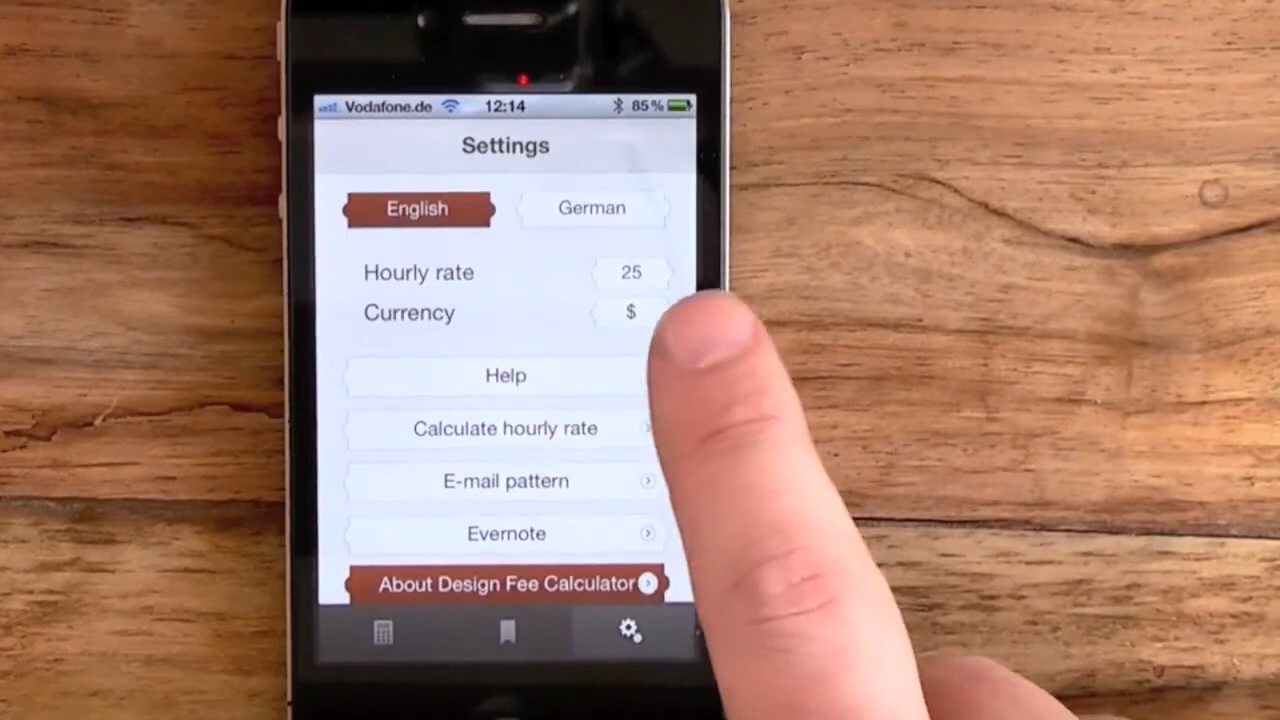 Vodafone.de 12:14 85%
Settings
English German
Hourly rate 25
Currency $
Help
Calculate hourly rate
E-mail pattern
Evernote
About Design Fee Calculator